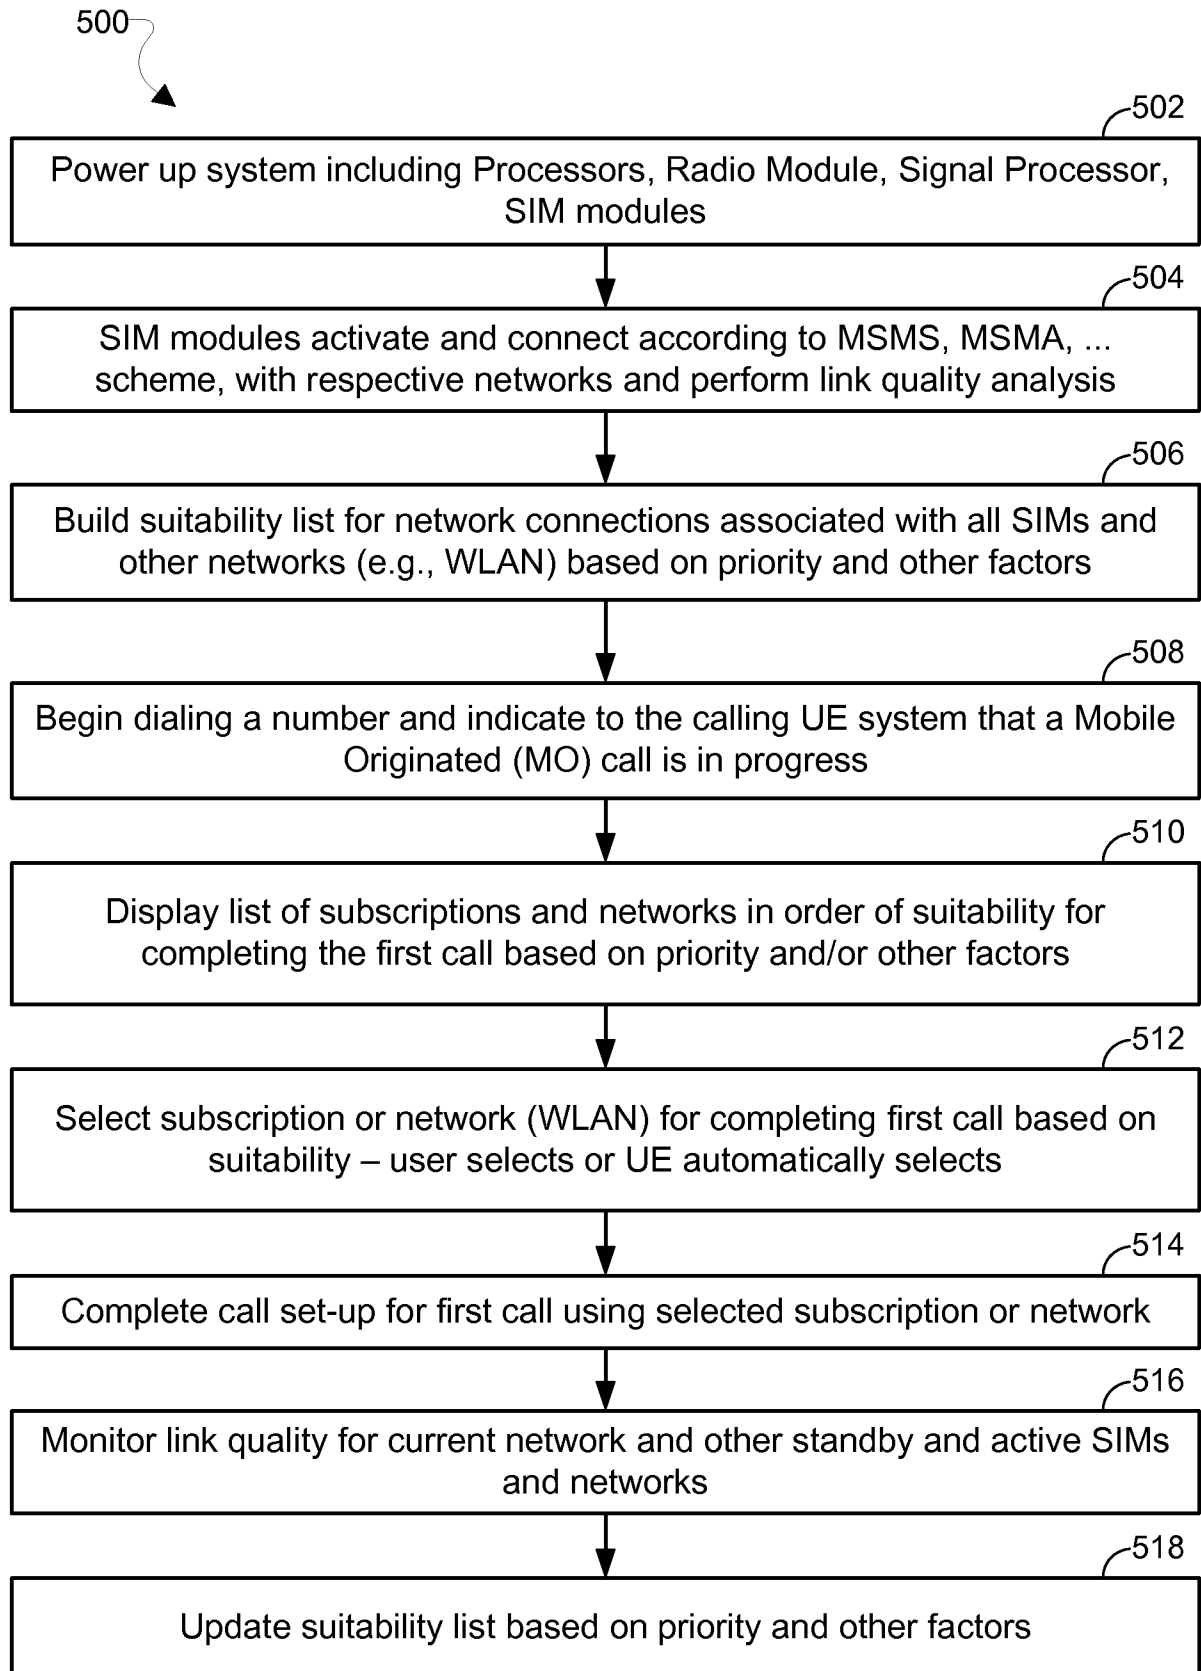 500
502
Power up system including Processors, Radio Module, Signal Processor,
SIM modules
504
SIM modules activate and connect according to MSMS, MSMA, ...
scheme, with respective networks and perform link quality analysis
506
Build suitability list for network connections associated with all SIMs and
other networks (e.g., WLAN) based on priority and other factors
508
Begin dialing a number and indicate to the calling UE system that a Mobile
Originated (MO) call is in progress
510
Display list of subscriptions and networks in order of suitability for
completing the first call based on priority and/or other factors
512
Select subscription or network (WLAN) for completing first call based on
suitability – user selects or UE automatically selects
514
Complete call set-up for first call using selected subscription or network
516
Monitor link quality for current network and other standby and active SIMs
and networks
518
Update suitability list based on priority and other factors